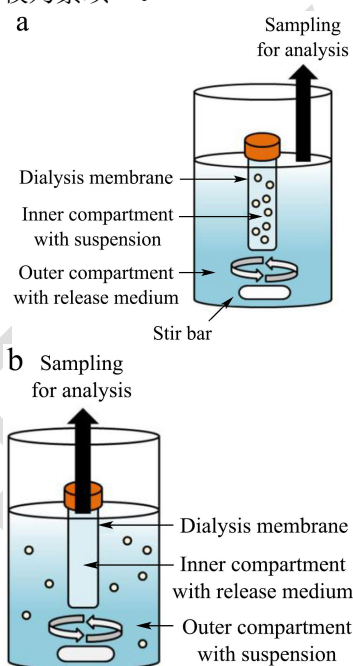 a
Sampling
for analysis
Dialysis membrane
Inner compartment
with suspension
Outer compartment
with release medium
Stir bar
b
Sampling
for analysis
Dialysis membrane
Inner compartment
with release medium
Outer compartment
with suspension